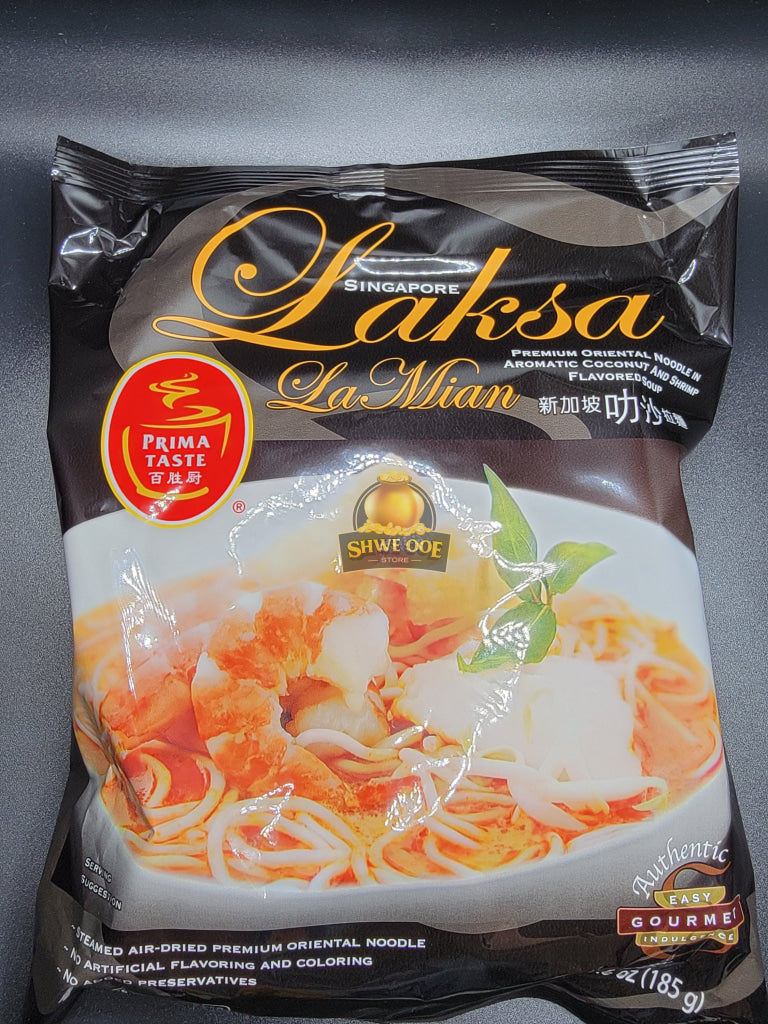 Laksa
SINGAPORE
La Mian
PREMIUM ORIENTAL NOODLE IN
AROMATIC COCONUT AND SHRIMP
FLAVORED SOUP
新加坡叻沙拉麵
PRIMA
TASTE
百胜厨
®
SHWE OOE
STORE
SERVING
SUGGESTION
Authentic
EASY
GOURMET
INDULGENCE
- STEAMED AIR-DRIED PREMIUM ORIENTAL NOODLE
- NO ARTIFICIAL FLAVORING AND COLORING
- NO ADDED PRESERVATIVES
oz (185 g)